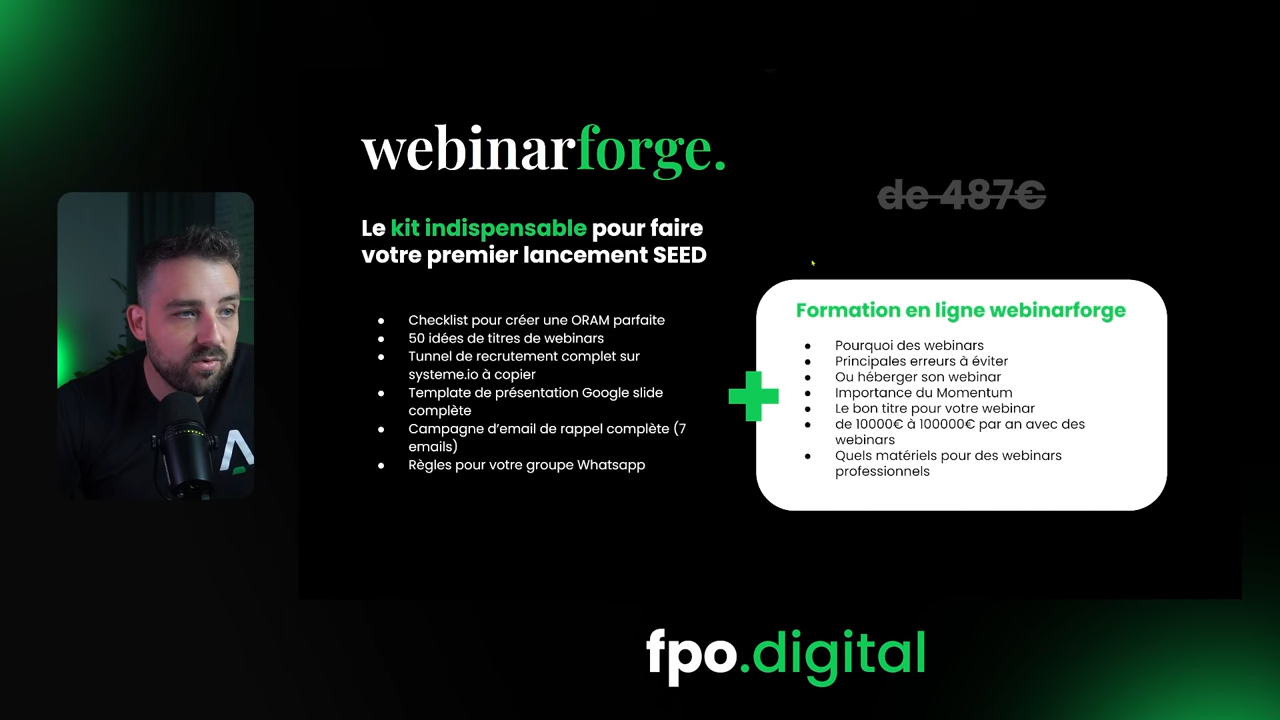 webinarforge.
de 487€
Le kit indispensable pour faire
votre premier lancement SEED
Checklist pour créer une ORAM parfaite
50 idées de titres de webinars
Tunnel de recrutement complet sur
systeme.io à copier
Template de présentation Google slide
complète
Campagne d'email de rappel complète (7
emails)
Règles pour votre groupe Whatsapp
Formation en ligne webinarforge
Pourquoi des webinars
Principales erreurs à éviter
Ou héberger son webinar
Importance du Momentum
Le bon titre pour votre webinar
de 10000€ à 100000€ par an avec des
webinars
Quels matériels pour des webinars
professionnels
fpo.digital